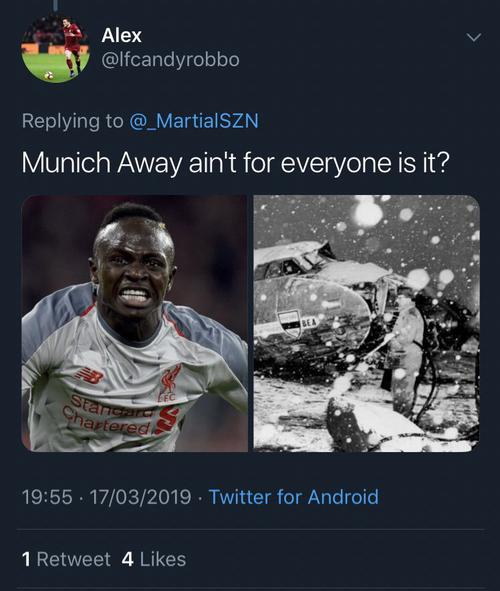 Alex
@lfcandyrobbo
Replying to @_MartialSZN
Munich Away ain't for everyone is it?
BEA
LFC
Standard
Chartered
19:55 · 17/03/2019 · Twitter for Android
1 Retweet 4 Likes